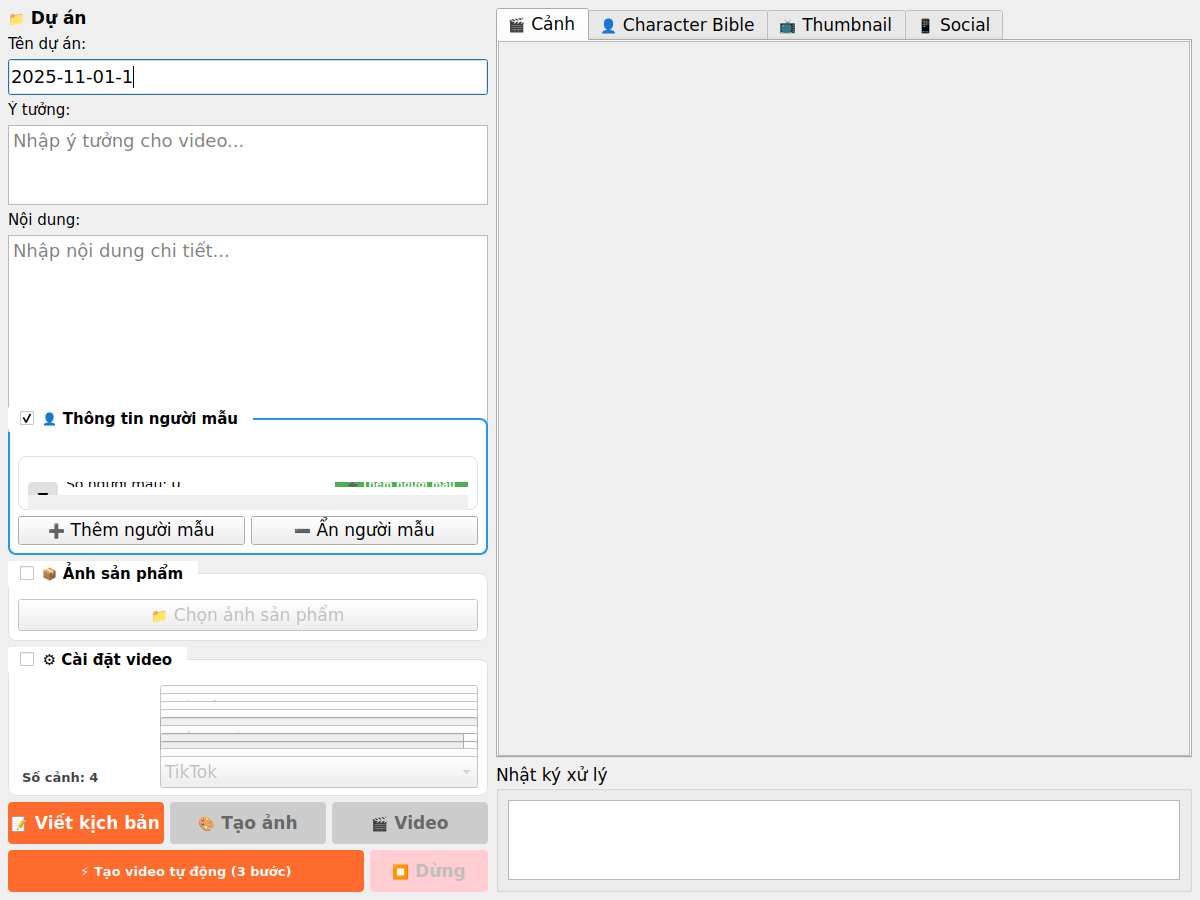 Dự án
Tên dự án:
2025-11-01-1
Ý tưởng:
Nhập ý tưởng cho video...
Nội dung:
Nhập nội dung chi tiết...
Thông tin người mẫu
Số người mẫu: 0
Thêm người mẫu
Thêm người mẫu
Ẩn người mẫu
Ảnh sản phẩm
Chọn ảnh sản phẩm
Cài đặt video
Số cảnh: 4
TikTok
Viết kịch bản
Tạo ảnh
Video
Tạo video tự động (3 bước)
Dừng
Cảnh
Character Bible
Thumbnail
Social
Nhật ký xử lý